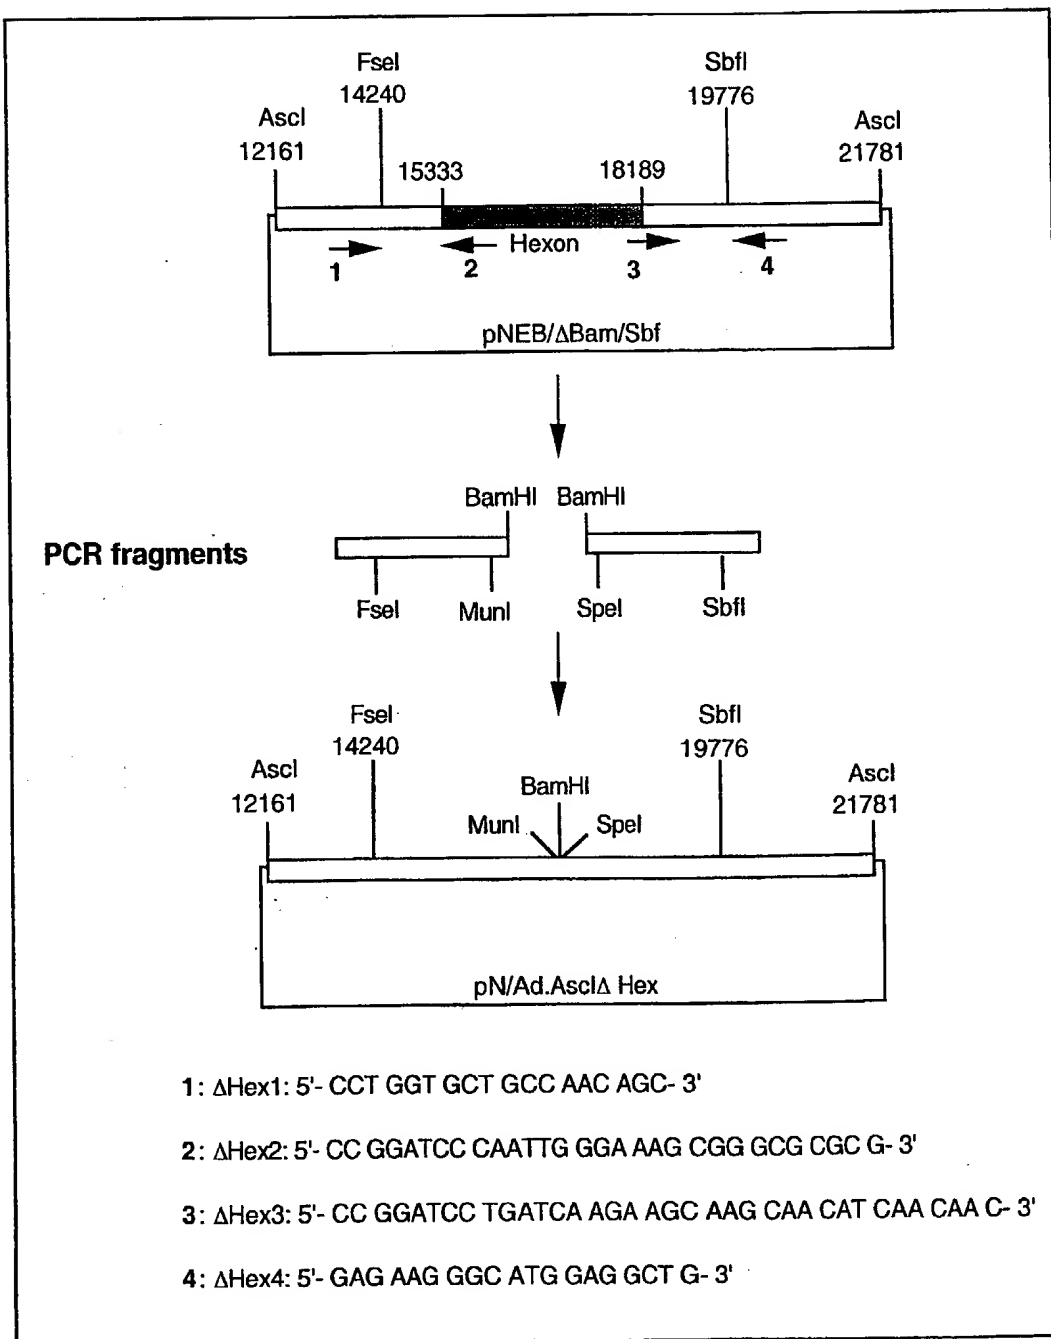 FseI
14240
SbfI
19776
AscI
12161
AscI
21781
15333
18189
Hexon
1
2
3
4
pNEB/ΔBam/Sbf
BamHI BamHI
PCR fragments
FseI
MunI
SpeI
SbfI
FseI
14240
SbfI
19776
AscI
12161
AscI
21781
BamHI
MunI
SpeI
pN/Ad.AscIΔ Hex
1: ΔHex1: 5'- CCT GGT GCT GCC AAC AGC- 3'
2: ΔHex2: 5'- CC GGATCC CAATTG GGA AAG CGG GCG CGC G- 3'
3: ΔHex3: 5'- CC GGATCC TGATCA AGA AGC AAG CAA CAT CAA CAA C- 3'
4: ΔHex4: 5'- GAG AAG GGC ATG GAG GCT G- 3'